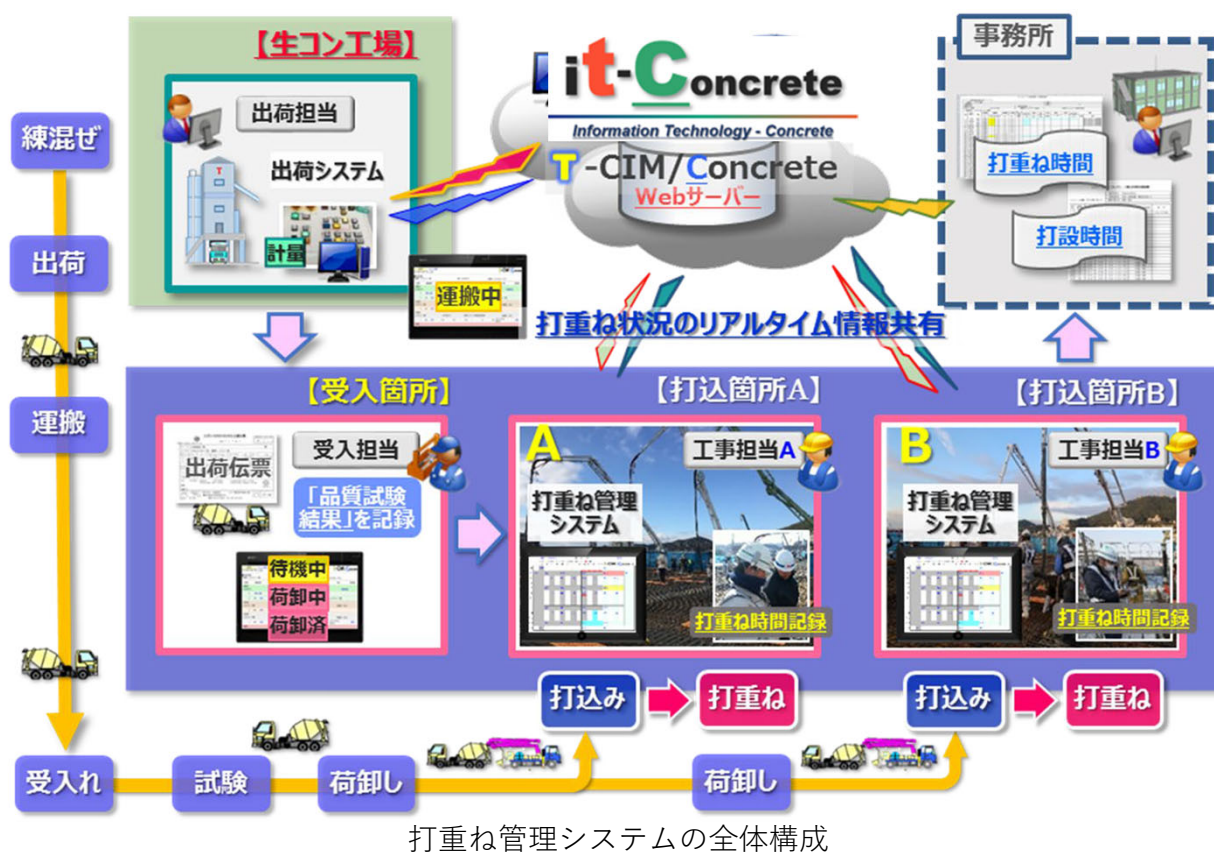 【生コン工場】
出荷担当
出荷システム
計量
運搬中
it-Concrete
Information Technology - Concrete
T-CIM/Concrete
Webサーバー
打重ね状況のリアルタイム情報共有
事務所
打重ね時間
打設時間
練混ぜ
出荷
運搬
【受入箇所】
出荷伝票
受入担当
「品質試験
結果」を記録
待機中
荷卸中
荷卸済
【打込箇所A】
A
工事担当A
打重ね管理
システム
打重ね時間記録
【打込箇所B】
B
工事担当B
打重ね管理
システム
打重ね時間記録
打込み
打重ね
打込み
打重ね
受入れ
試験
荷卸し
荷卸し
打重ね管理システムの全体構成